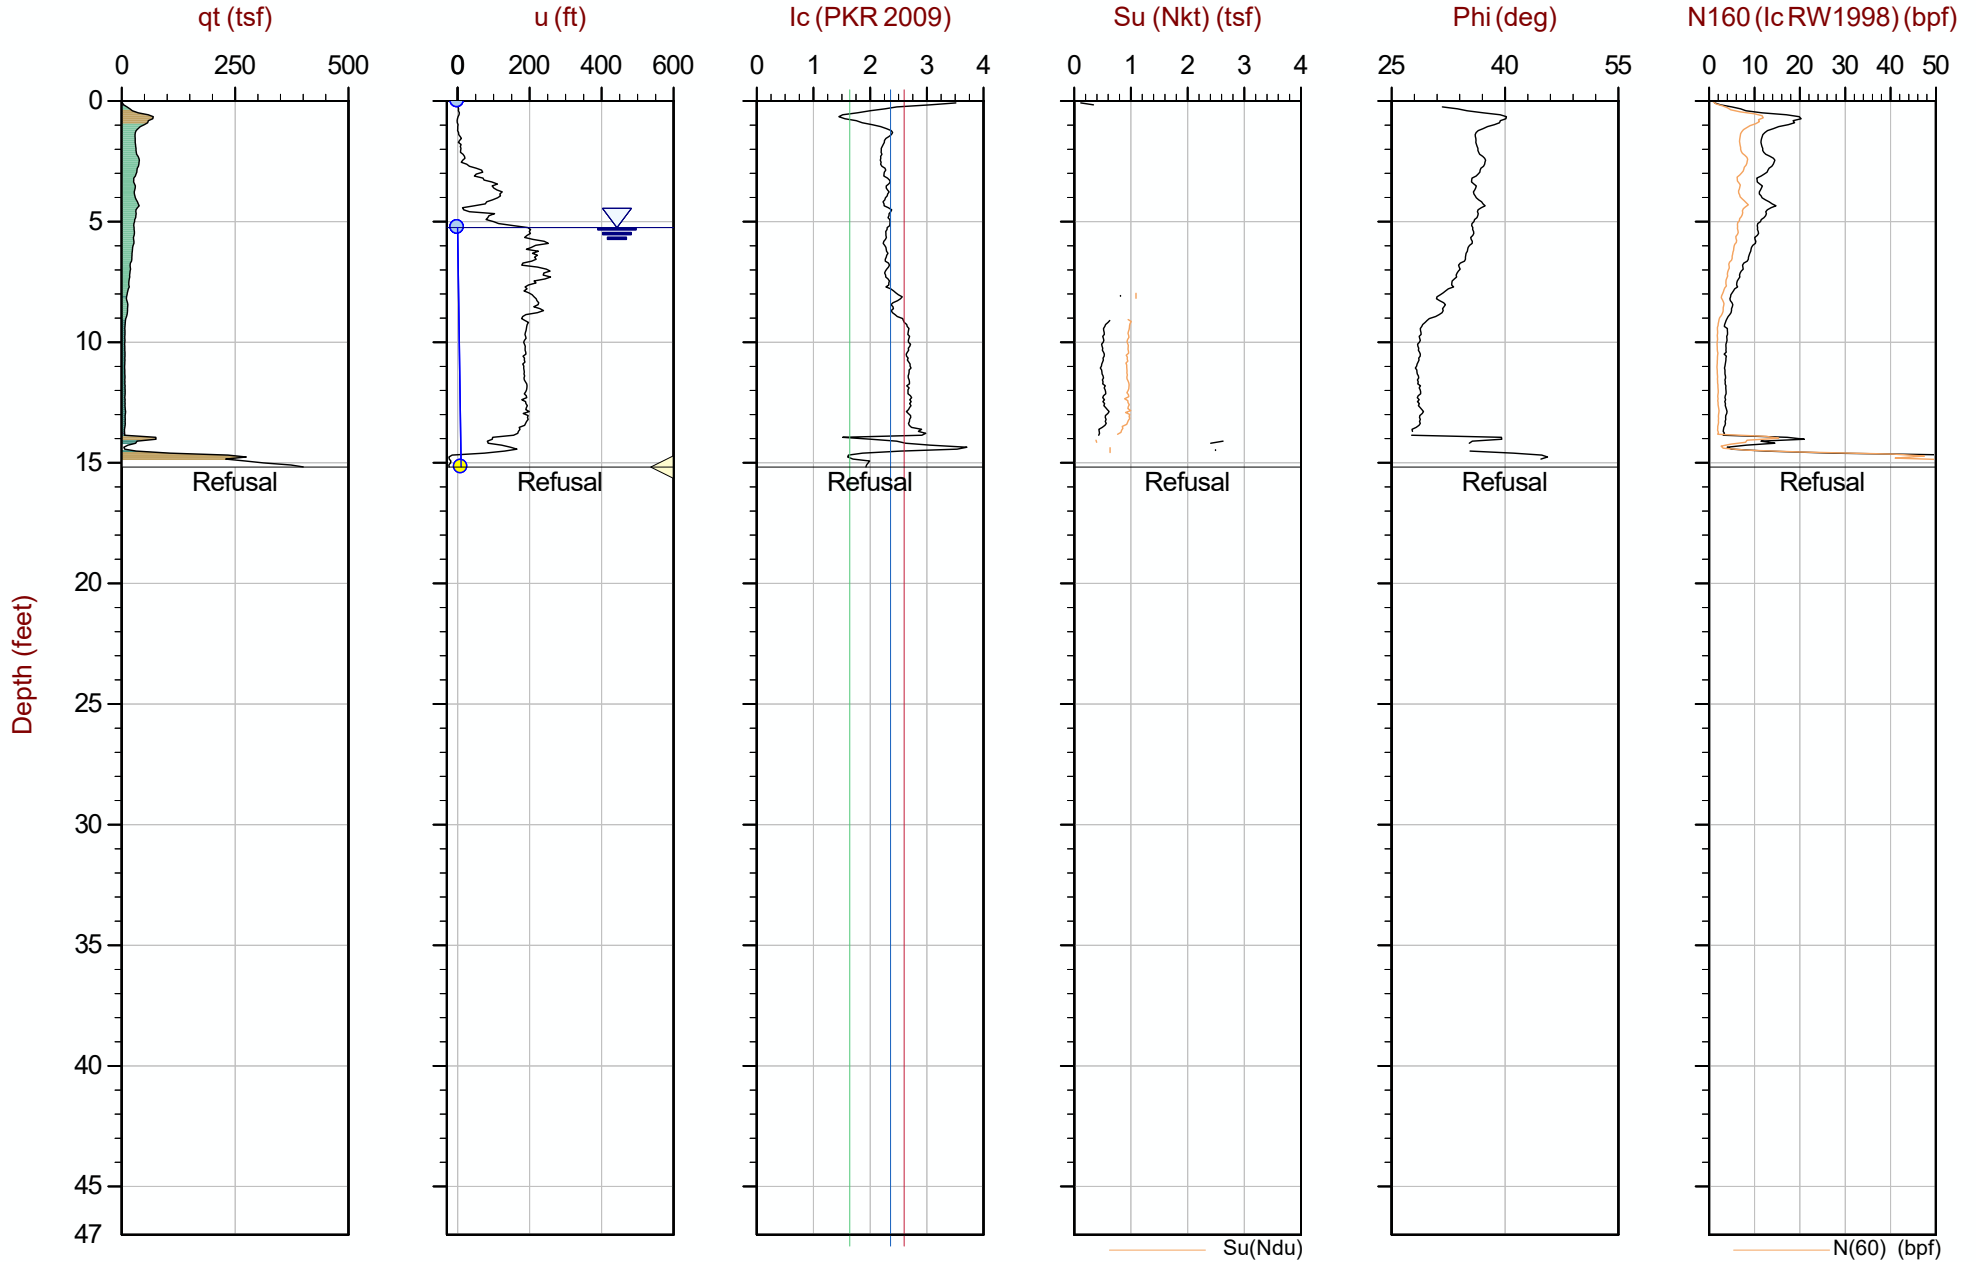 qt (tsf) u (ft) Ic (PKR 2009) Su (Nkt) (tsf) Phi (deg) N160 (Ic RW1998) (bpf)
0 250 500 0 200 400 600 0 1 2 3 4 0 1 2 3 4 25 40 55 0 10 20 30 40 50
0
5
10
15
Refusal Refusal Refusal Refusal Refusal Refusal
20
Depth (feet)
25
30
35
40
45
47
Su(Ndu) N(60) (bpf)